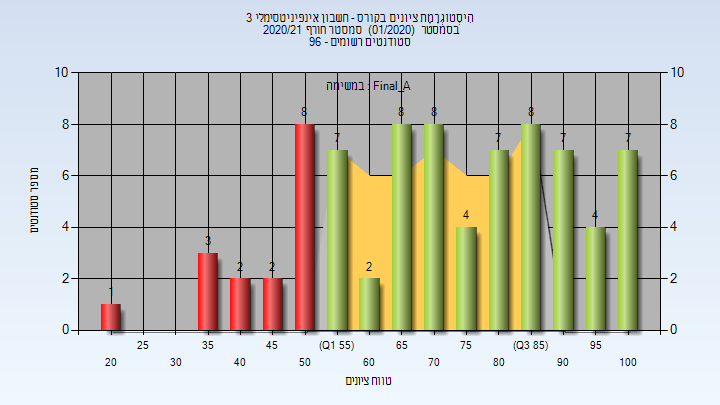 היסטוגרמת ציונים בקורס - חשבון אינפיניטסימלי 3
בסמסטר (01/2020) סמסטר חורף 2020/21
סטודנטים רשומים - 96
במשימה : Final_A
מספר סטודנטים
10 10
8 8
6 6
4 4
2 2
0 0
1 3 2 2 8 7 2 8 8 4 7 8 7 4 7
25 35 45 (Q1 55) 65 75 (Q3 85) 95
20 30 40 50 60 70 80 90 100
טווח ציונים